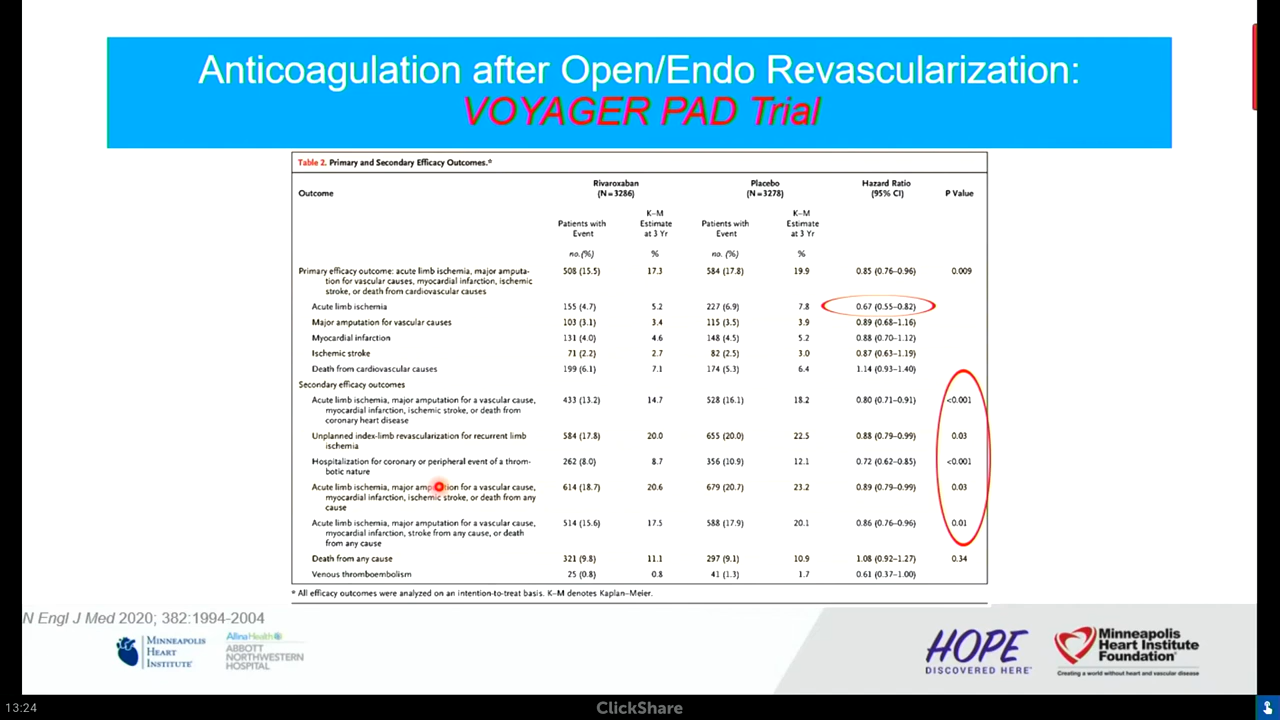 Anticoagulation after Open/Endo Revascularization:
VOYAGER PAD Trial
Table 2. Primary and Secondary Efficacy Outcomes.*
Outcome
Rivaroxaban (N=3286)
Placebo (N=3278)
Hazard Ratio (95% CI)
P Value
Patients with Event
K–M Estimate at 3 Yr
Patients with Event
K–M Estimate at 3 Yr
no. (%) % no. (%) %
Primary efficacy outcome: acute limb ischemia, major amputa- 508 (15.5) 17.3 584 (17.8) 19.9 0.85 (0.76–0.96) 0.009
tion for vascular causes, myocardial infarction, ischemic
stroke, or death from cardiovascular causes
Acute limb ischemia 155 (4.7) 5.2 227 (6.9) 7.8 0.67 (0.55–0.82)
Major amputation for vascular causes 103 (3.1) 3.4 115 (3.5) 3.9 0.89 (0.68–1.16)
Myocardial infarction 131 (4.0) 4.6 148 (4.5) 5.2 0.88 (0.70–1.12)
Ischemic stroke 71 (2.2) 2.7 82 (2.5) 3.0 0.87 (0.63–1.19)
Death from cardiovascular causes 199 (6.1) 7.1 174 (5.3) 6.4 1.14 (0.93–1.40)
Secondary efficacy outcomes
Acute limb ischemia, major amputation for a vascular cause, 433 (13.2) 14.7 528 (16.1) 18.2 0.80 (0.71–0.91) <0.001
myocardial infarction, ischemic stroke, or death from
coronary heart disease
Unplanned index-limb revascularization for recurrent limb 584 (17.8) 20.0 655 (20.0) 22.5 0.88 (0.79–0.99) 0.03
ischemia
Hospitalization for coronary or peripheral event of a throm- 262 (8.0) 8.7 356 (10.9) 12.1 0.72 (0.62–0.85) <0.001
botic nature
Acute limb ischemia, major amputation for a vascular cause, 614 (18.7) 20.6 679 (20.7) 23.2 0.89 (0.79–0.99) 0.03
myocardial infarction, ischemic stroke, or death from any
cause
Acute limb ischemia, major amputation for a vascular cause, 514 (15.6) 17.5 588 (17.9) 20.1 0.86 (0.76–0.96) 0.01
myocardial infarction, stroke from any cause, or death
from any cause
Death from any cause 321 (9.8) 11.1 297 (9.1) 10.9 1.08 (0.92–1.27) 0.34
Venous thromboembolism 25 (0.8) 0.8 41 (1.3) 1.7 0.61 (0.37–1.00)
* All efficacy outcomes were analyzed on an intention-to-treat basis. K–M denotes Kaplan–Meier.
N Engl J Med 2020; 382:1994-2004
MINNEAPOLIS
HEART
INSTITUTE
AllinaHealth
ABBOTT
NORTHWESTERN
HOSPITAL
HOPE
DISCOVERED HERE
Minneapolis
Heart Institute
Foundation
Creating a world without heart and vascular disease
13:24
ClickShare